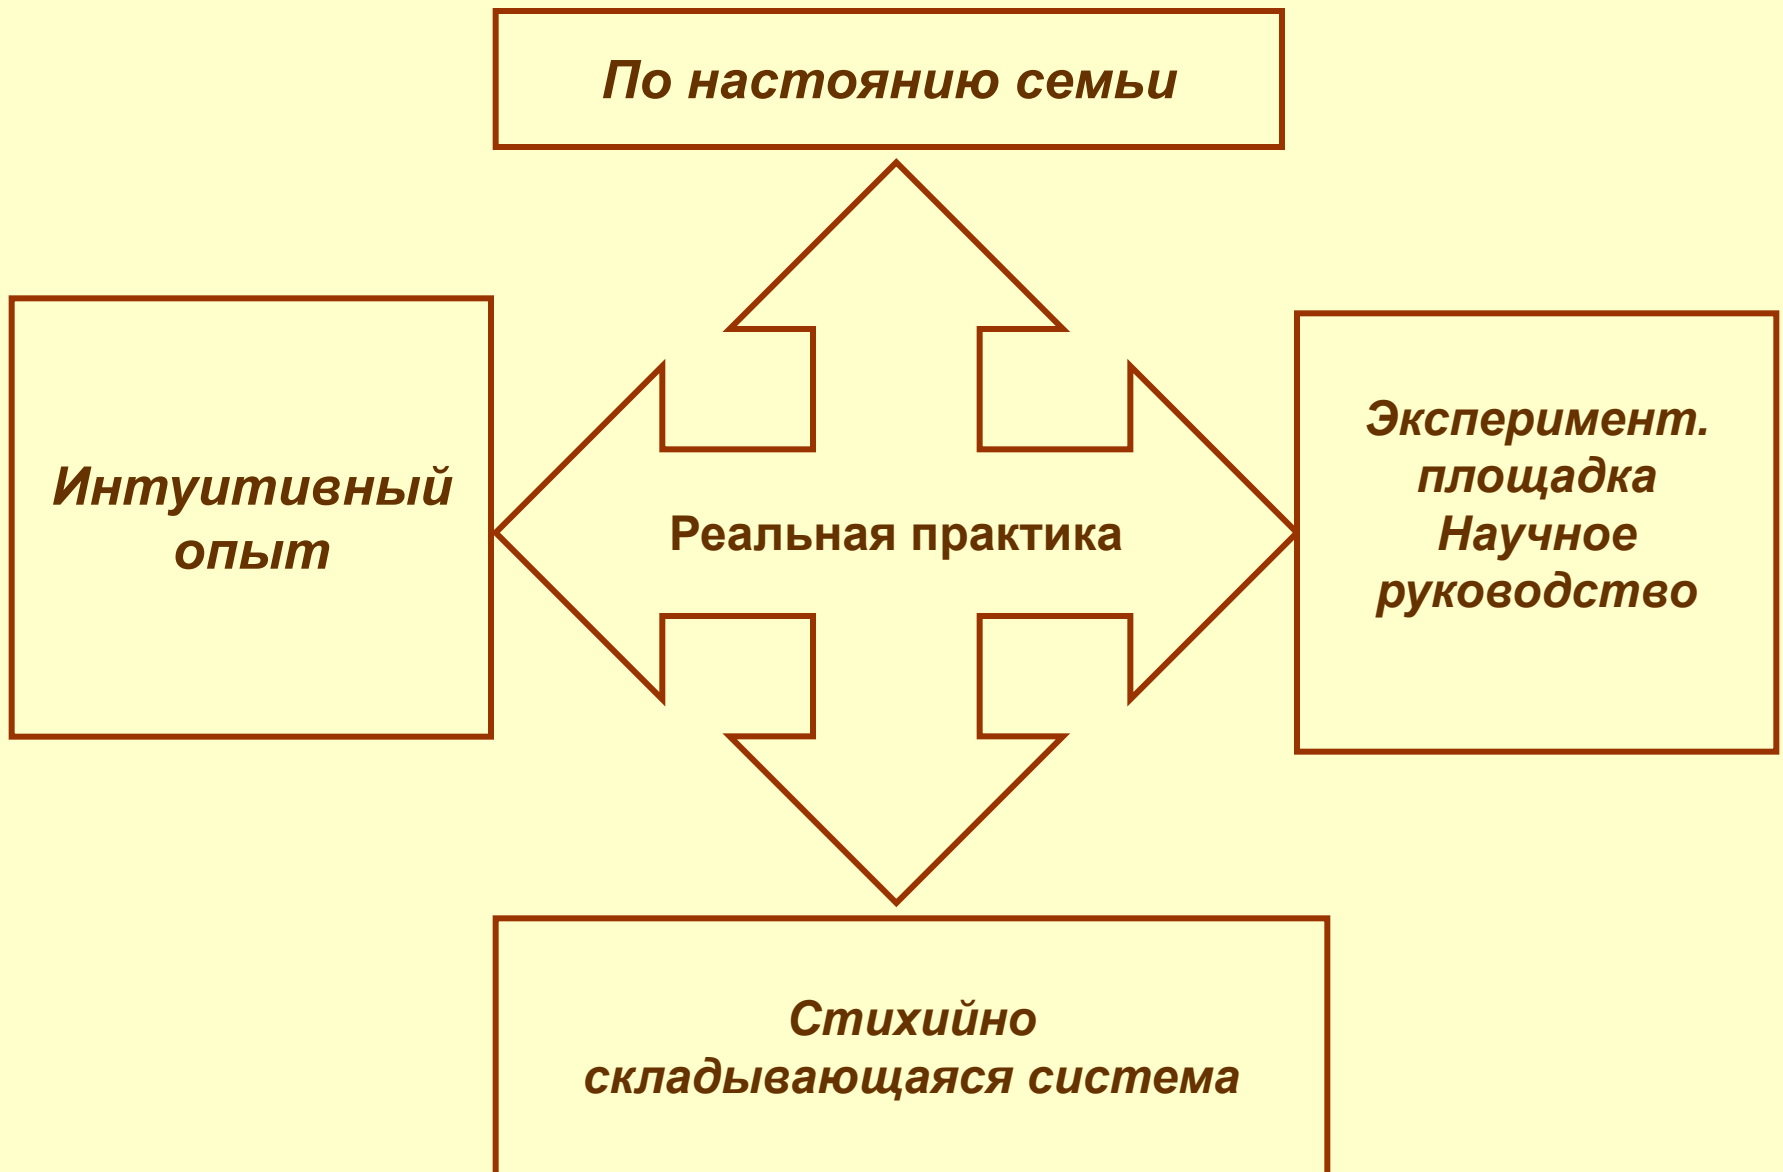 По настоянию семьи
Интуитивный
опыт
Реальная практика
Эксперимент.
площадка
Научное
руководство
Стихийно
складывающаяся система